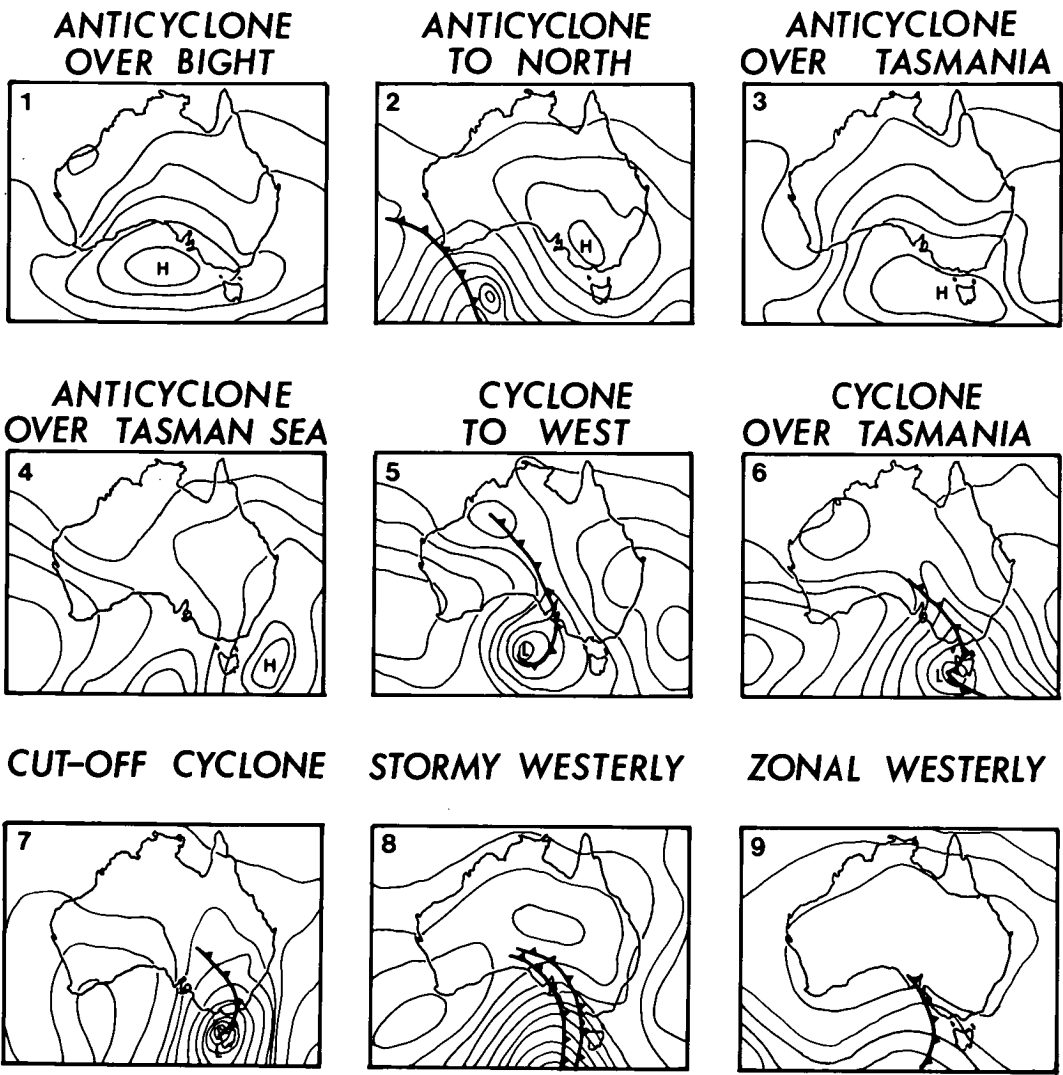 ANTICYCLONE
OVER BIGHT
ANTICYCLONE
TO NORTH
ANTICYCLONE
OVER TASMANIA
1
H
2
H
3
H
ANTICYCLONE
OVER TASMAN SEA
CYCLONE
TO WEST
CYCLONE
OVER TASMANIA
4
H
5
L
6
L
CUT-OFF CYCLONE
STORMY WESTERLY
ZONAL WESTERLY
7
L
8
9